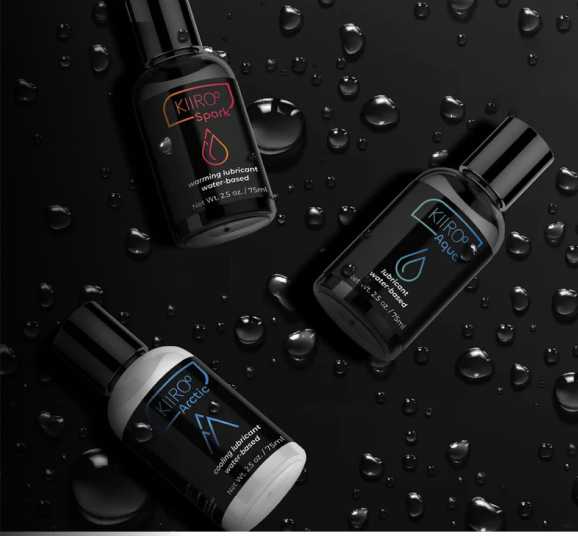 KIIROO
Spark
warming lubricant
water-based
Net Wt. 2.5 oz. / 75ml
KIIROO
Aqua
lubricant
water-based
Net Wt. 2.5 oz. / 75ml
KIIROO
Arctic
cooling lubricant
water-based
Net Wt. 2.5 oz. / 75ml